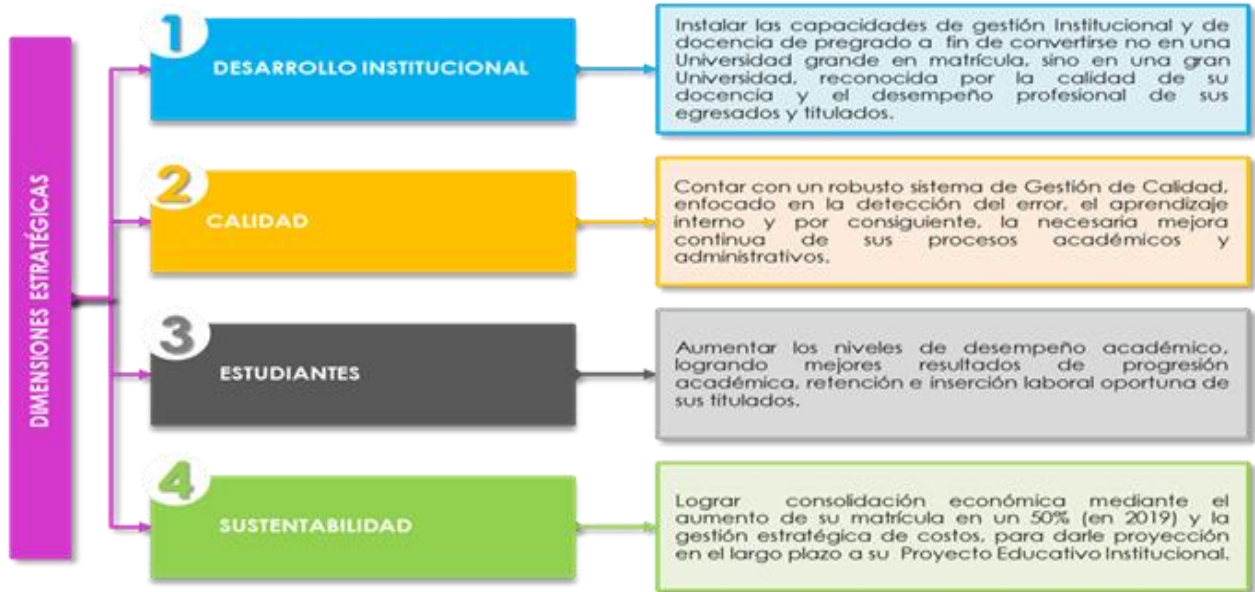 DIMENSIONES ESTRATÉGICAS
1
DESARROLLO INSTITUCIONAL
Instalar las capacidades de gestión Institucional y de
docencia de pregrado a fin de convertirse no en una
Universidad grande en matrícula, sino en una gran
Universidad, reconocida por la calidad de su
docencia y el desempeño profesional de sus
egresados y titulados.
2
CALIDAD
Contar con un robusto sistema de Gestión de Calidad,
enfocado en la detección del error, el aprendizaje
interno y por consiguiente, la necesaria mejora
continua de sus procesos académicos y
administrativos.
3
ESTUDIANTES
Aumentar los niveles de desempeño académico,
logrando mejores resultados de progresión
académica, retención e inserción laboral oportuna de
sus titulados.
4
SUSTENTABILIDAD
Lograr consolidación económica mediante el
aumento de su matrícula en un 50% (en 2019) y la
gestión estratégica de costos, para darle proyección
en el largo plazo a su Proyecto Educativo Institucional.